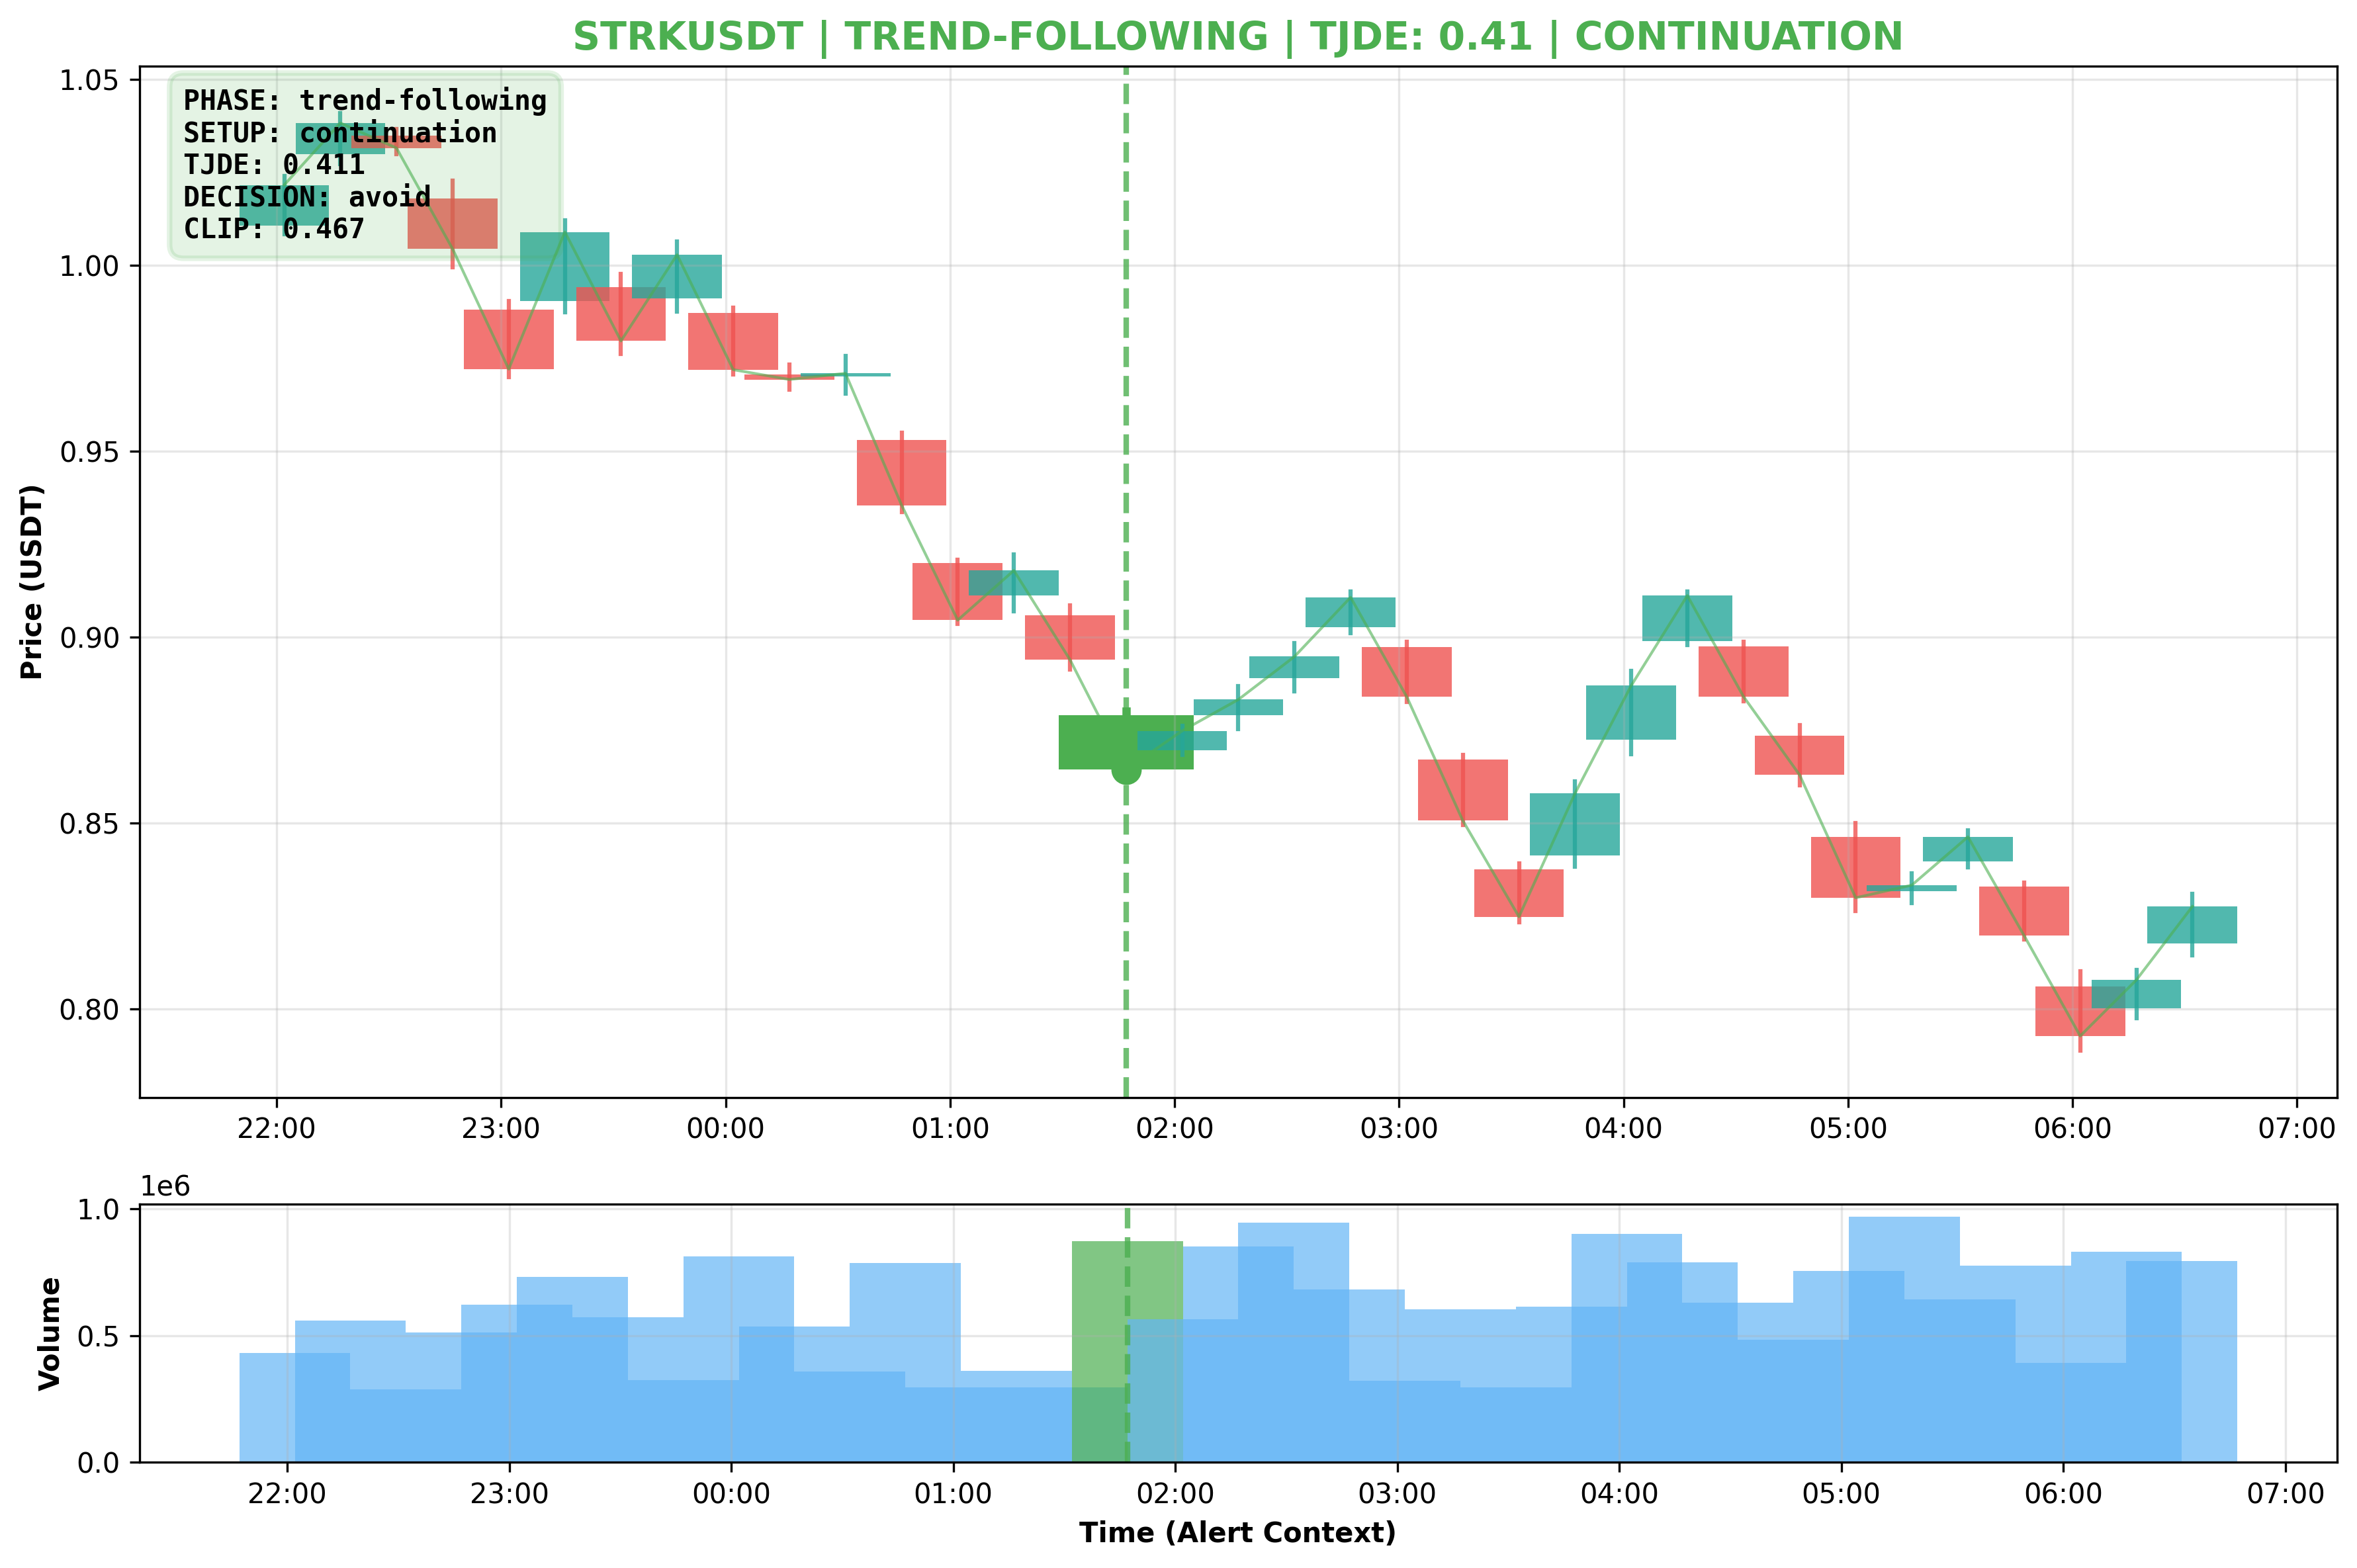 STRKUSDT | TREND-FOLLOWING | TJDE: 0.41 | CONTINUATION
PHASE: trend-following
SETUP: continuation
TJDE: 0.411
DECISION: avoid
CLIP: 0.467
Price (USDT)
1.05
1.00
0.95
0.90
0.85
0.80
22:00 23:00 00:00 01:00 02:00 03:00 04:00 05:00 06:00 07:00
1e6
Volume
1.0
0.5
0.0
22:00 23:00 00:00 01:00 02:00 03:00 04:00 05:00 06:00 07:00
Time (Alert Context)